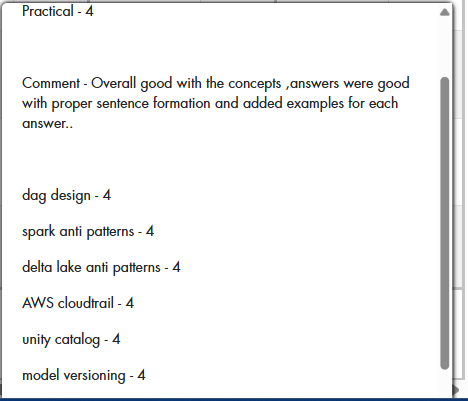 Practical - 4
Comment - Overall good with the concepts ,answers were good
with proper sentence formation and added examples for each
answer..
dag design - 4
spark anti patterns - 4
delta lake anti patterns - 4
AWS cloudtrail - 4
unity catalog - 4
model versioning - 4